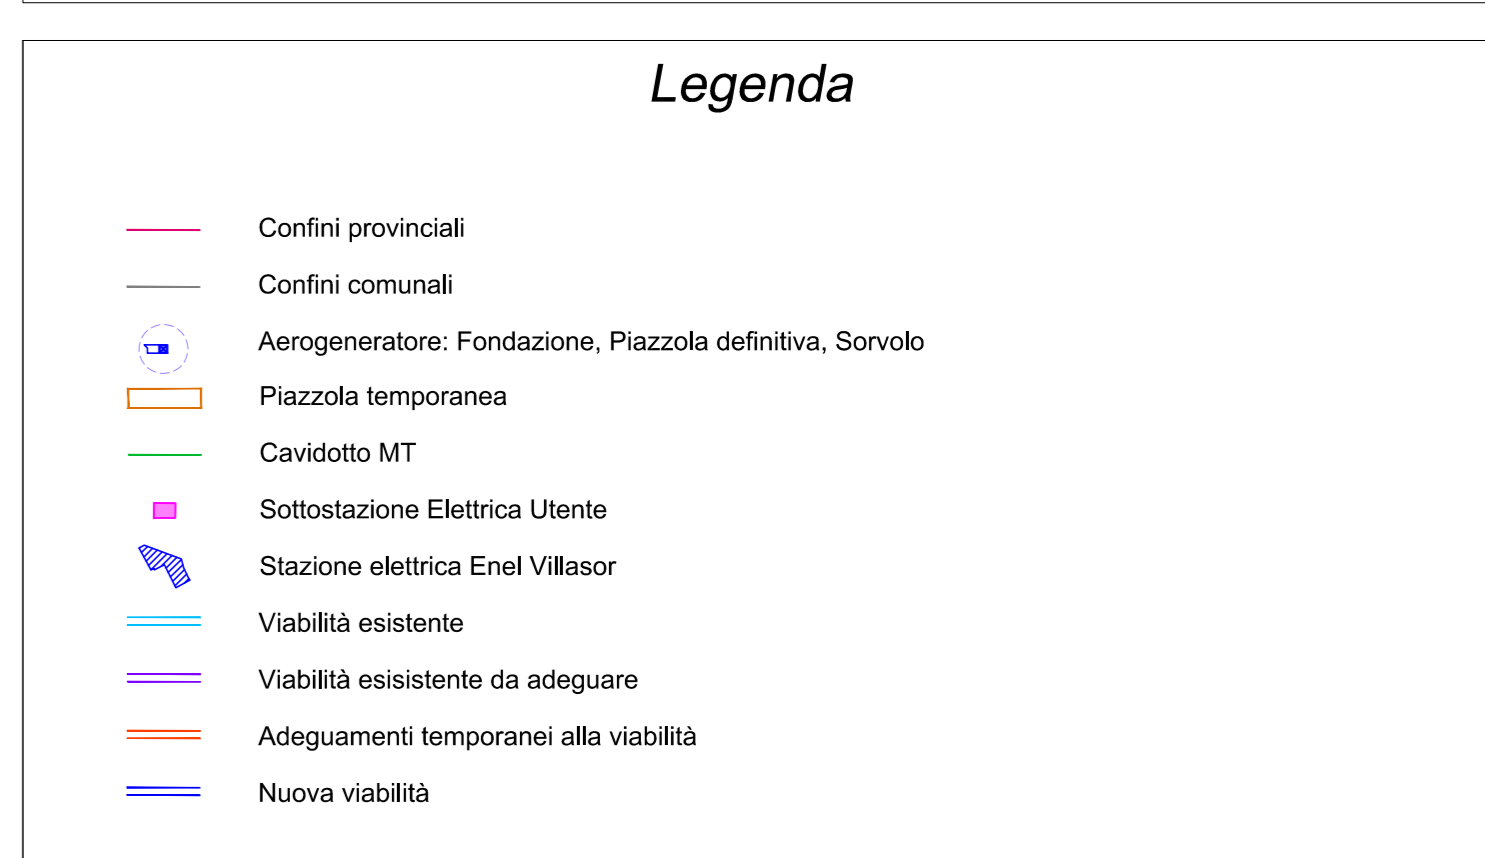 Legenda
Confini provinciali
Confini comunali
Aerogeneratore: Fondazione, Piazzola definitiva, Sorvolo
Piazzola temporanea
Cavidotto MT
Sottostazione Elettrica Utente
Stazione elettrica Enel Villasor
Viabilità esistente
Viabilità esisistente da adeguare
Adeguamenti temporanei alla viabilità
Nuova viabilità